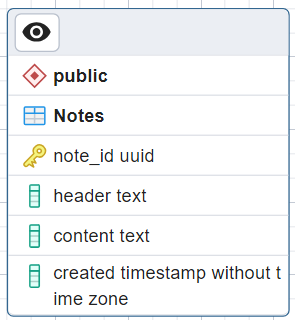 public
Notes
note_id uuid
header text
content text
created timestamp without t
ime zone